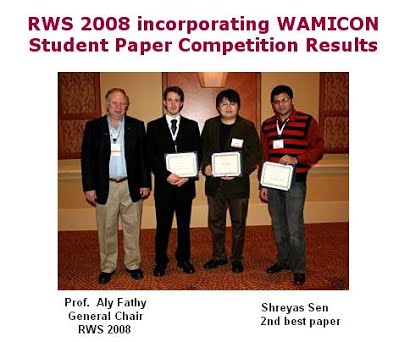 RWS 2008 incorporating WAMICON
Student Paper Competition Results
Prof. Aly Fathy
General Chair
RWS 2008
Shreyas Sen
2nd best paper